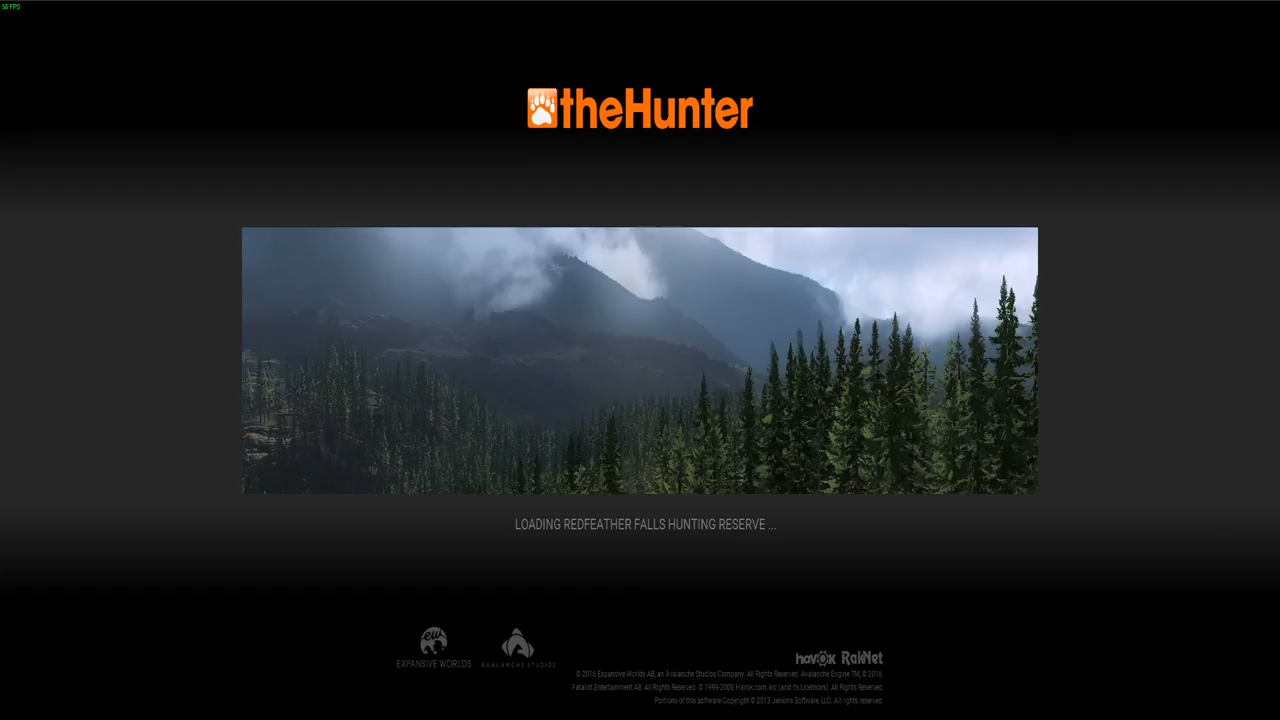 56 FPS
theHunter
LOADING REDFEATHER FALLS HUNTING RESERVE ...
ew
EXPANSIVE WORLDS
AVALANCHE STUDIOS
havok RakNet
© 2016 Expansive Worlds AB, an Avalanche Studios Company. All Rights Reserved. Avalanche Engine TM, © 2016
Fatalist Entertainment AB. All Rights Reserved. © 1999-2008 Havok.com, Inc (and its Licensors). All Rights Reserved.
Portions of this software Copyright © 2013 Jenkins Software, LLC. All rights reserved.